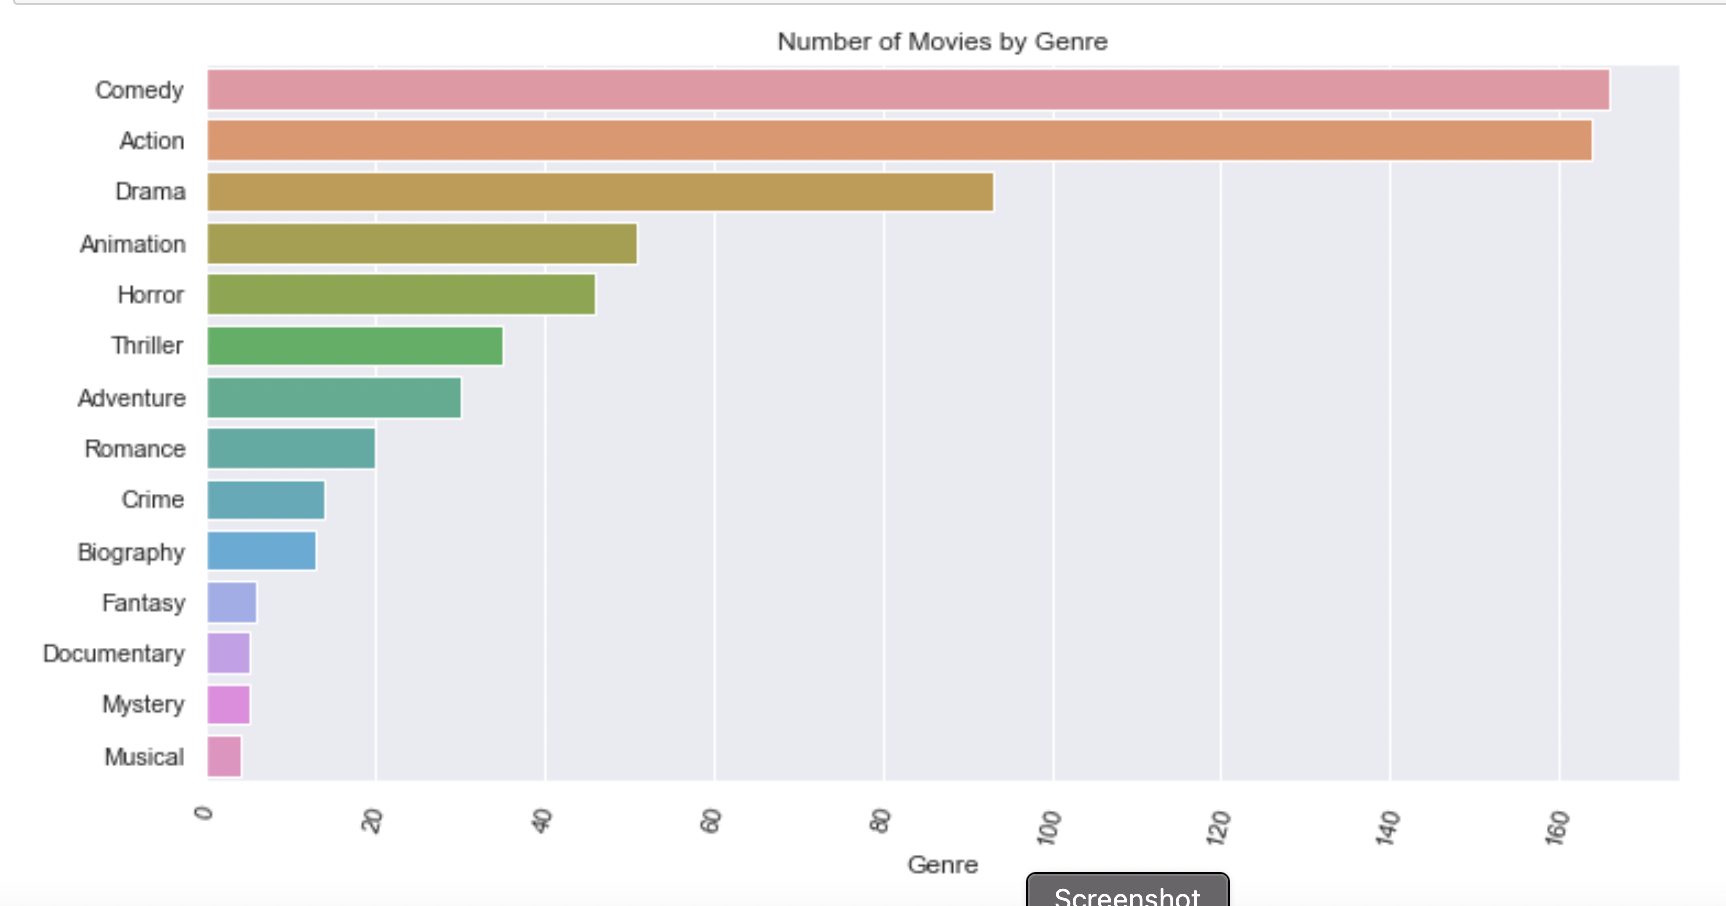 Number of Movies by Genre
Comedy
Action
Drama
Animation
Horror
Thriller
Adventure
Romance
Crime
Biography
Fantasy
Documentary
Mystery
Musical
0 20 40 60 80 100 120 140 160
Genre
Screenshot